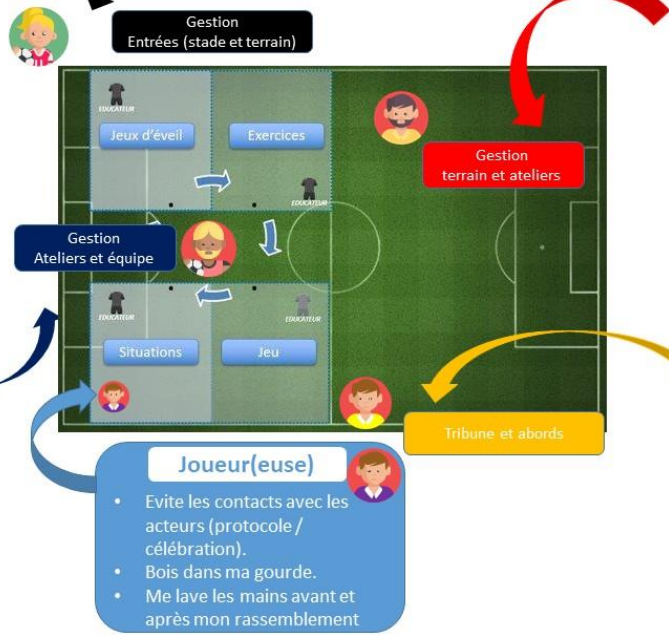 Gestion
Entrées (stade et terrain)
EDUCATEUR
Jeux d'éveil
Exercices
Gestion
terrain et ateliers
EDUCATEUR
Gestion
Ateliers et équipe
EDUCATEUR
EDUCATEUR
Situations
Jeu
Tribune et abords
Joueur(euse)
• Evite les contacts avec les
acteurs (protocole /
célébration).
• Bois dans ma gourde.
• Me lave les mains avant et
après mon rassemblement